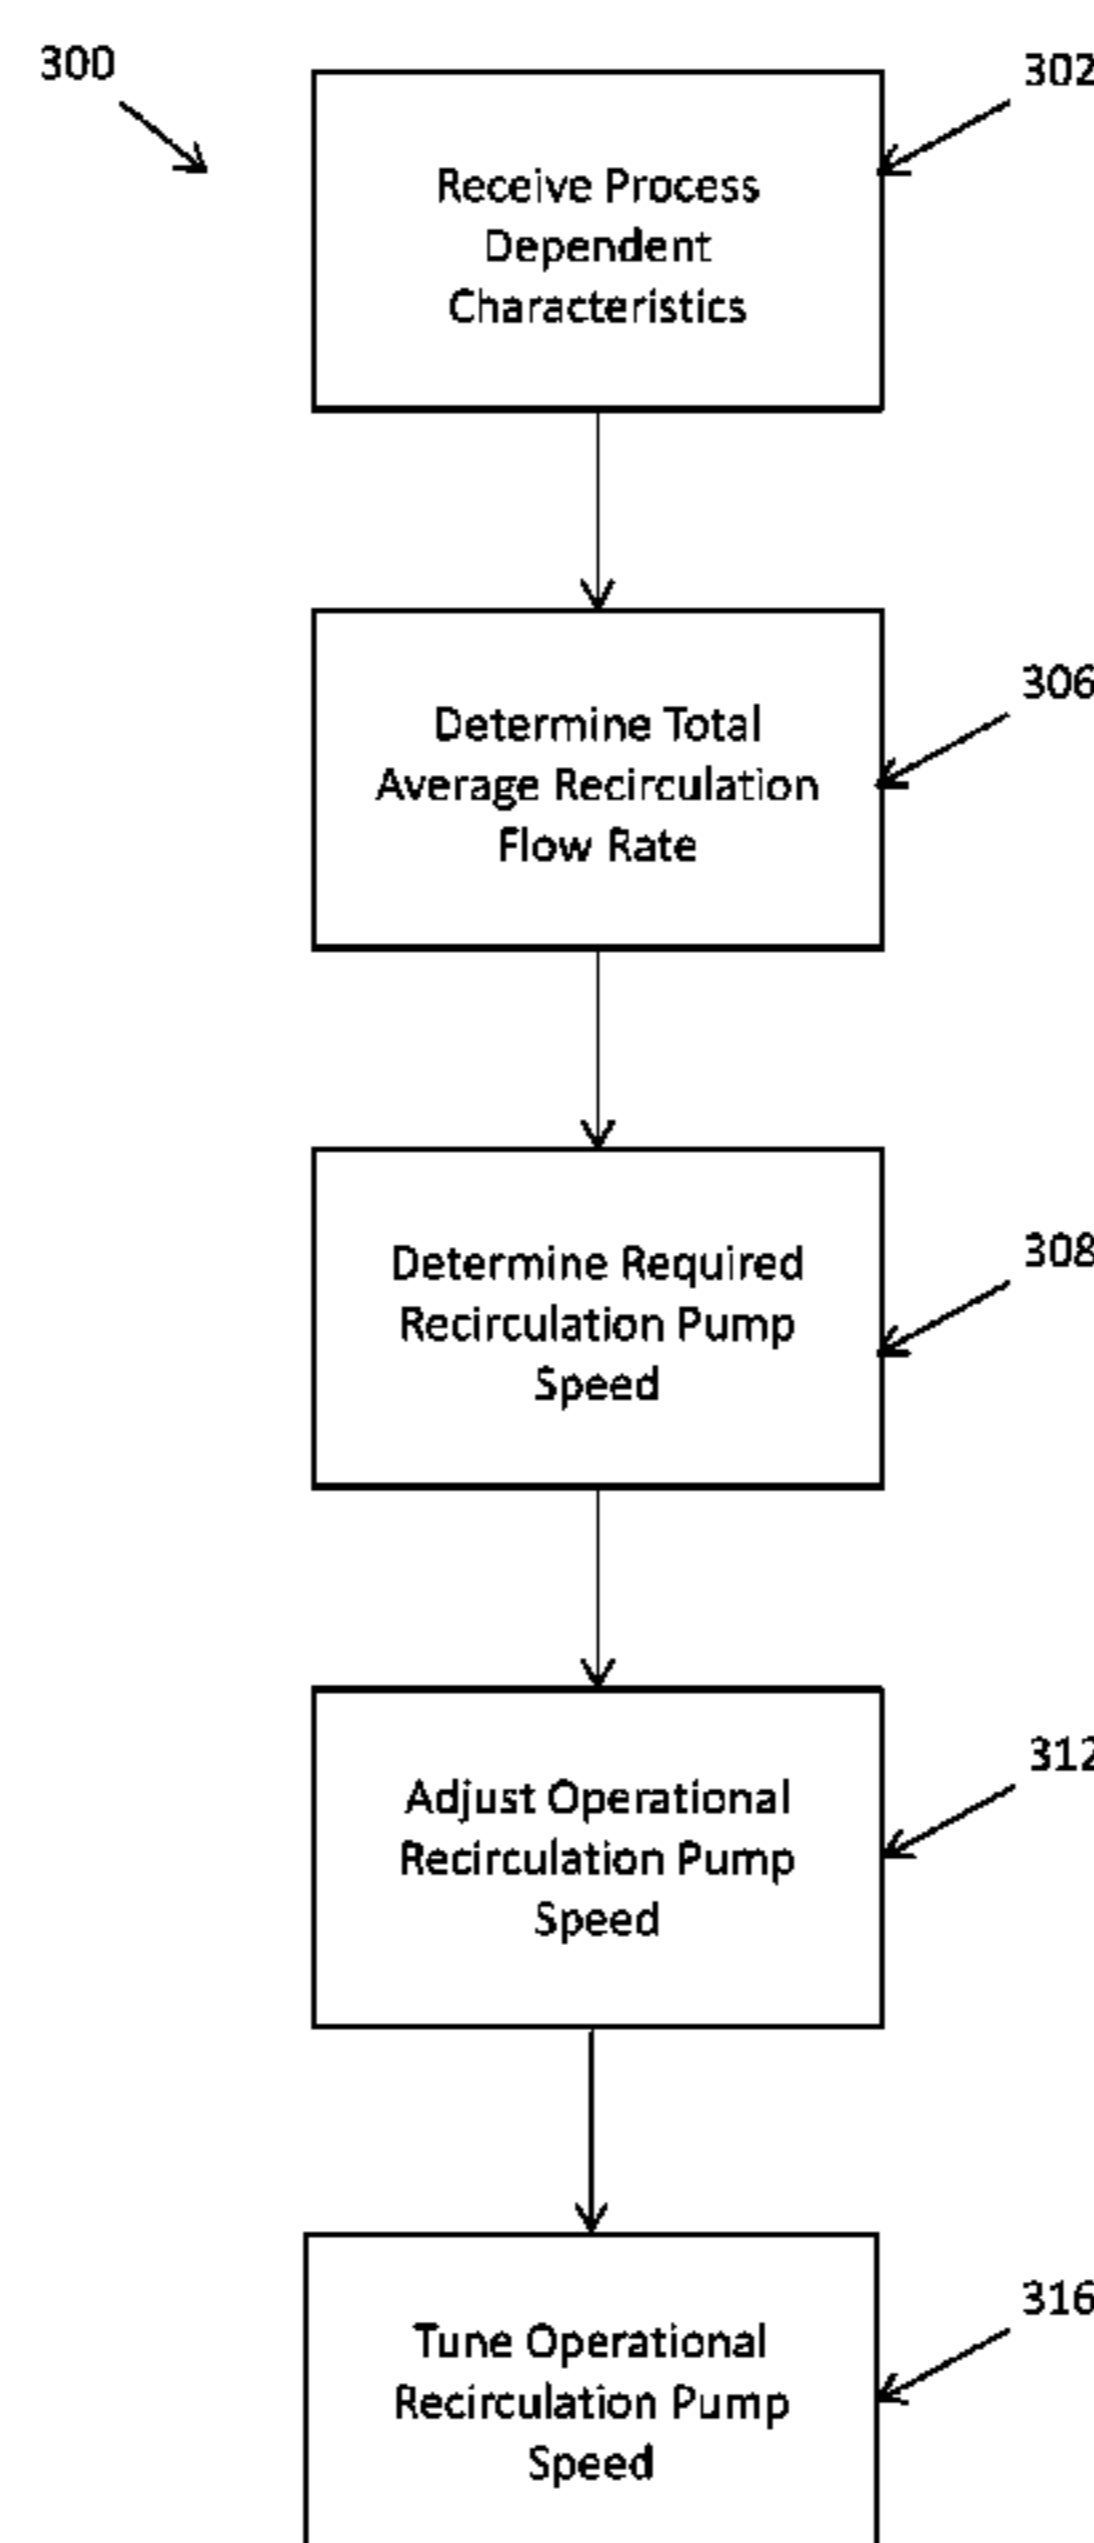 300
302
Receive Process
Dependent
Characteristics
306
Determine Total
Average Recirculation
Flow Rate
308
Determine Required
Recirculation Pump
Speed
312
Adjust Operational
Recirculation Pump
Speed
316
Tune Operational
Recirculation Pump
Speed